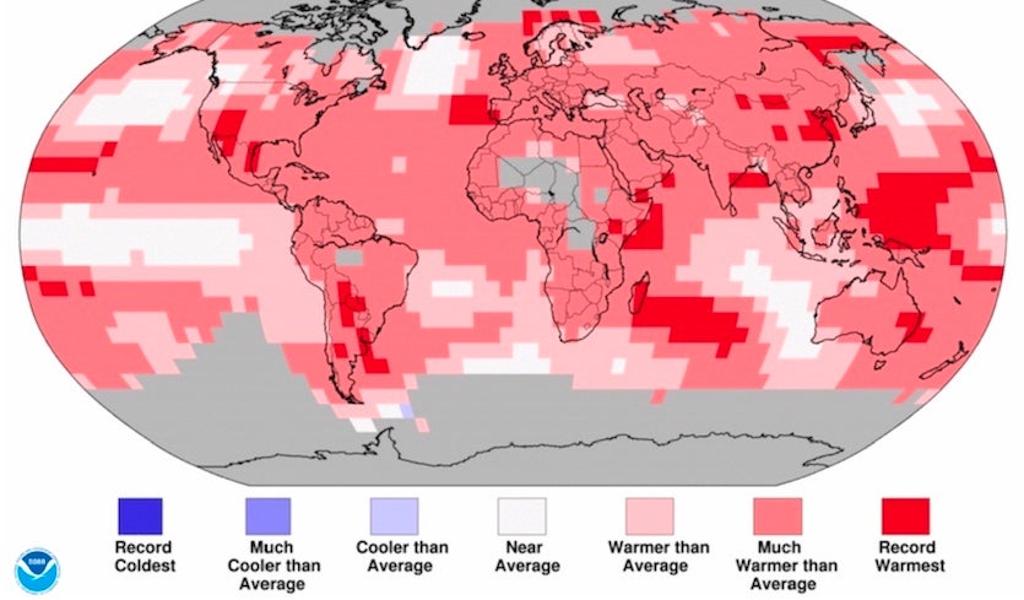 Record
Coldest
Much
Cooler than
Average
Cooler than
Average
Near
Average
Warmer than
Average
Much
Warmer than
Average
Record
Warmest